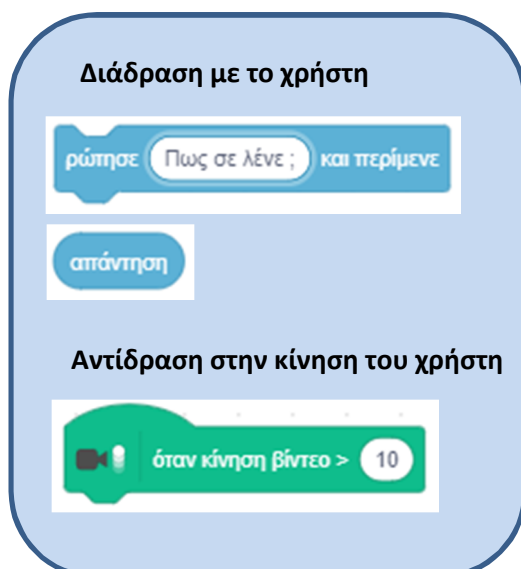 Διάδραση με το χρήστη
ρώτησε Πως σε λένε ; και περίμενε
απάντηση
Αντίδραση στην κίνηση του χρήστη
όταν κίνηση βίντεο > 10